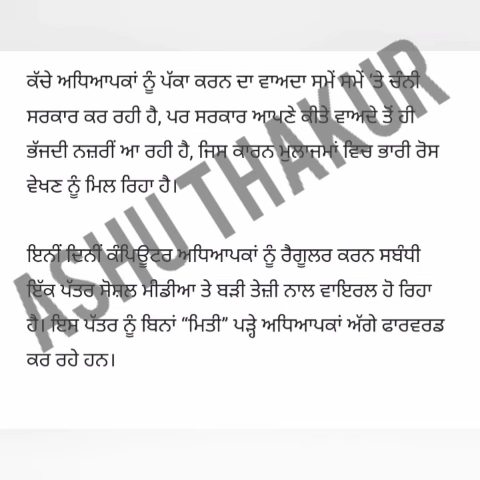 ਕੱਚੇ ਅਧਿਆਪਕਾਂ ਨੂੰ ਪੱਕਾ ਕਰਨ ਦਾ ਵਾਅਦਾ ਸਮੇਂ ਸਮੇਂ 'ਤੇ ਚੰਨੀ
ਸਰਕਾਰ ਕਰ ਰਹੀ ਹੈ, ਪਰ ਸਰਕਾਰ ਆਪਣੇ ਕੀਤੇ ਵਾਅਦੇ ਤੋਂ ਹੀ
ਭੱਜਦੀ ਨਜ਼ਰੀਂ ਆ ਰਹੀ ਹੈ, ਜਿਸ ਕਾਰਨ ਮੁਲਾਜਮਾਂ ਵਿਚ ਭਾਰੀ ਰੋਸ
ਵੇਖਣ ਨੂੰ ਮਿਲ ਰਿਹਾ ਹੈ।
ਇਨੀਂ ਦਿਨੀਂ ਕੰਪਿਊਟਰ ਅਧਿਆਪਕਾਂ ਨੂੰ ਰੈਗੂਲਰ ਕਰਨ ਸਬੰਧੀ
ਇੱਕ ਪੱਤਰ ਸੋਸ਼ਲ ਮੀਡੀਆ ਤੇ ਬੜੀ ਤੇਜ਼ੀ ਨਾਲ ਵਾਇਰਲ ਹੋ ਰਿਹਾ
ਹੈ। ਇਸ ਪੱਤਰ ਨੂੰ ਬਿਨਾਂ “ਮਿਤੀ” ਪੜ੍ਹੇ ਅਧਿਆਪਕਾਂ ਅੱਗੇ ਫਾਰਵਰਡ
ਕਰ ਰਹੇ ਹਨ।
ASHU THAKUR